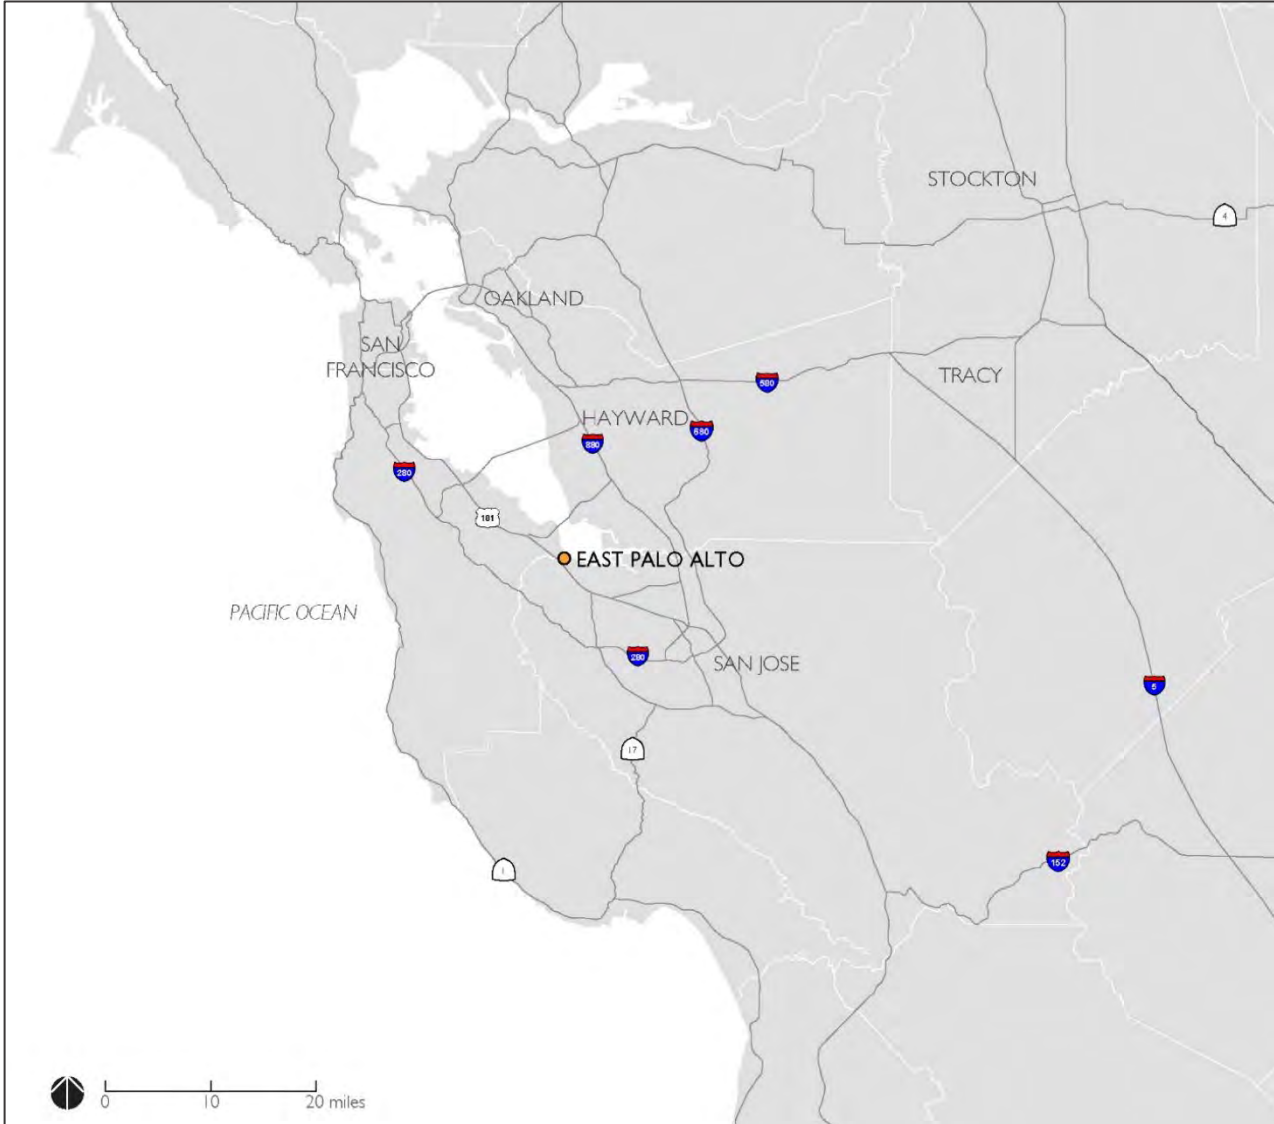 STOCKTON
4
OAKLAND
SAN
FRANCISCO
580
TRACY
HAYWARD
680
880
280
101
EAST PALO ALTO
PACIFIC OCEAN
280
SAN JOSE
5
17
152
1
0 10 20 miles